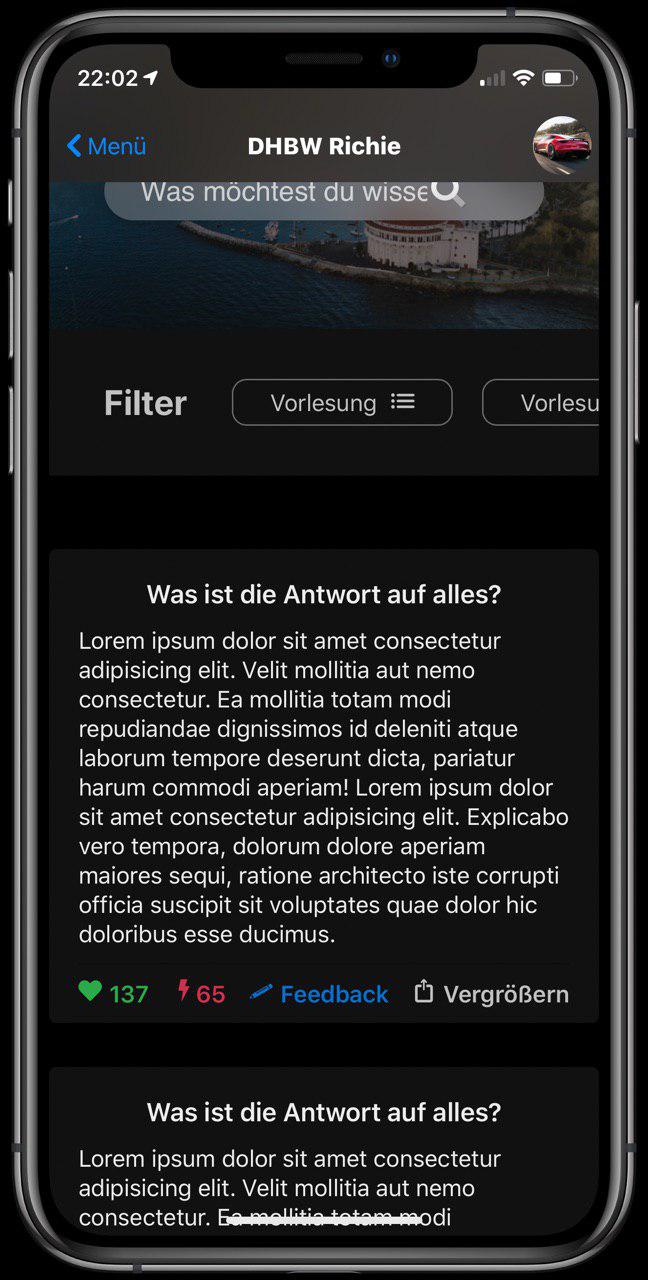 22:02
Menü
DHBW Richie
Was möchtest du wisse
Filter
Vorlesung
Vorlesu
Was ist die Antwort auf alles?
Lorem ipsum dolor sit amet consectetur
adipisicing elit. Velit mollitia aut nemo
consectetur. Ea mollitia totam modi
repudiandae dignissimos id deleniti atque
laborum tempore deserunt dicta, pariatur
harum commodi aperiam! Lorem ipsum dolor
sit amet consectetur adipisicing elit. Explicabo
vero tempora, dolorum dolore aperiam
maiores sequi, ratione architecto iste corrupti
officia suscipit sit voluptates quae dolor hic
doloribus esse ducimus.
137 65 Feedback Vergrößern
Was ist die Antwort auf alles?
Lorem ipsum dolor sit amet consectetur
adipisicing elit. Velit mollitia aut nemo
consectetur. Ea mollitia totam modi